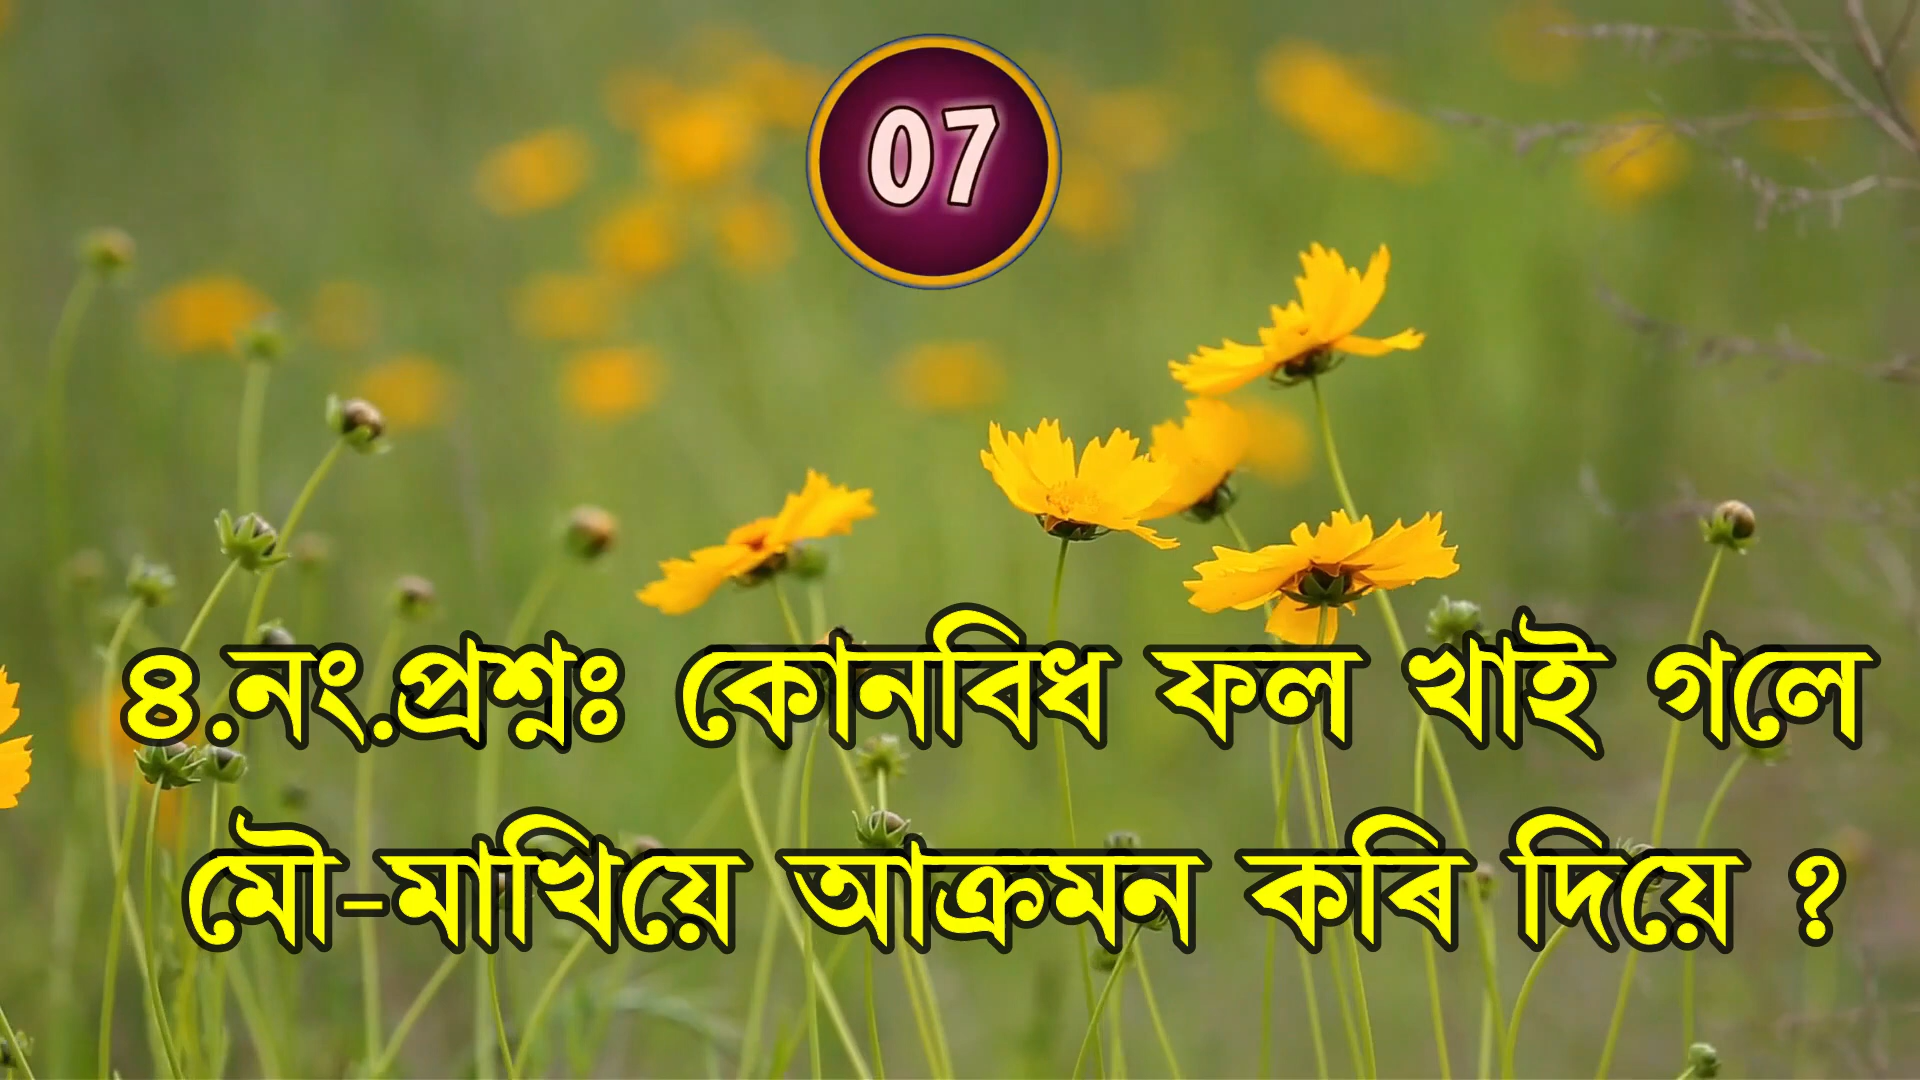 07
৪.নং.প্ৰশ্নঃ কোনবিধ ফল খাই গলে
মৌ-মাখিয়ে আক্ৰমন কৰি দিয়ে ?